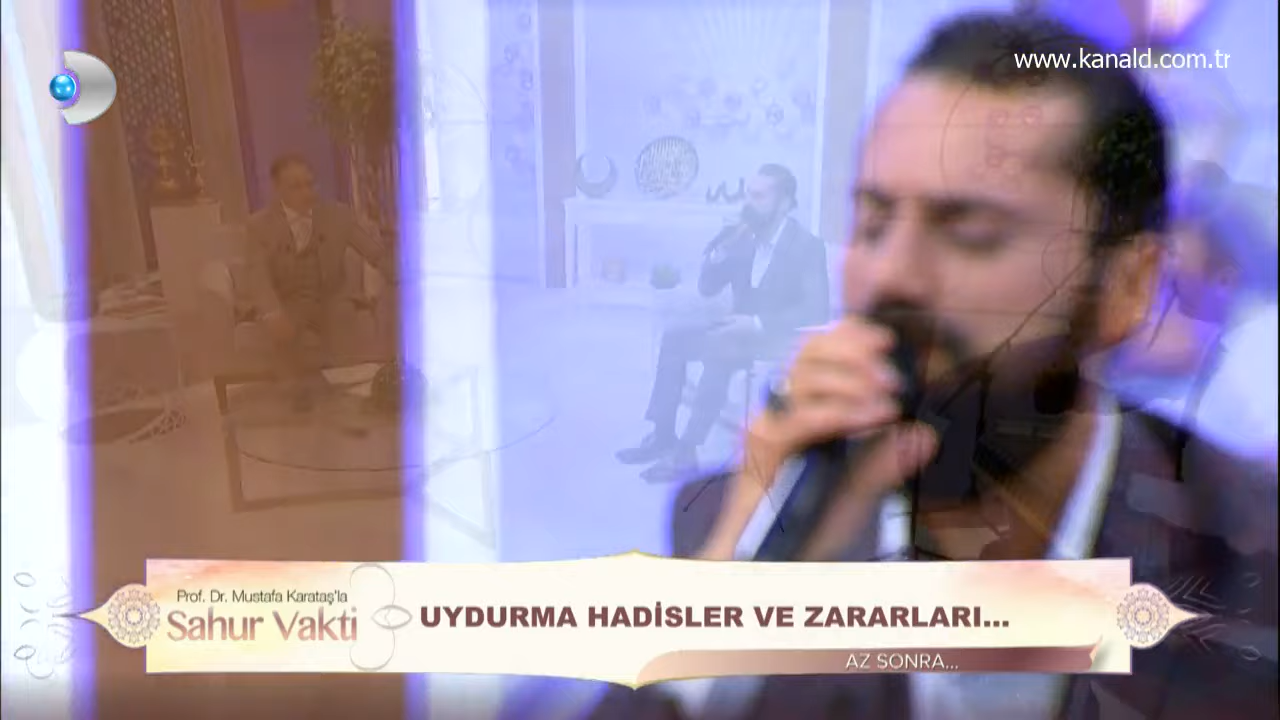 www.kanald.com.tr
Prof. Dr. Mustafa Karataş'la
Sahur Vakti
UYDURMA HADİSLER VE ZARARLARI...
AZ SONRA...